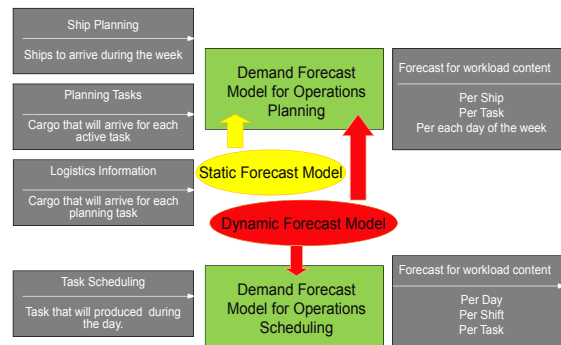 Ship Planning
Ships to arrive during the week
Planning Tasks
Cargo that will arrive for each
active task
Logistics Information
Cargo that will arrive for each
planning task
Demand Forecast
Model for Operations
Planning
Forecast for workload content
Per Ship
Per Task
Per each day of the week
Static Forecast Model
Dynamic Forecast Model
Task Scheduling
Task that will produced during
the day.
Demand Forecast
Model for Operations
Scheduling
Forecast for workload content
Per Day
Per Shift
Per Task